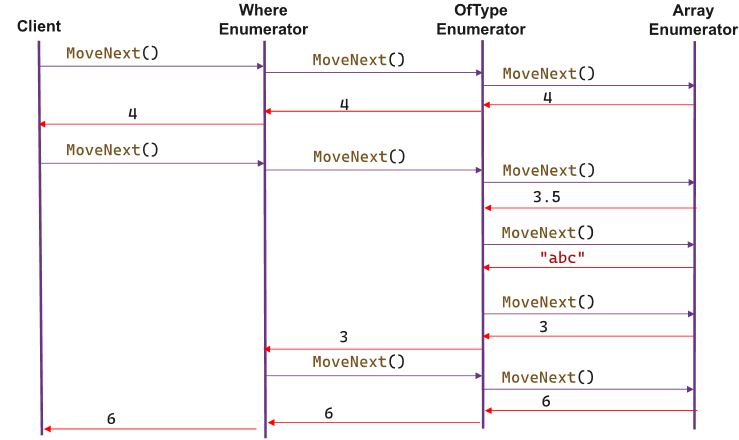 Client
Where
Enumerator
OfType
Enumerator
Array
Enumerator
MoveNext()
MoveNext()
MoveNext()
4
4
4
MoveNext()
MoveNext()
MoveNext()
3.5
MoveNext()
"abc"
MoveNext()
3
3
MoveNext()
MoveNext()
6
6
6